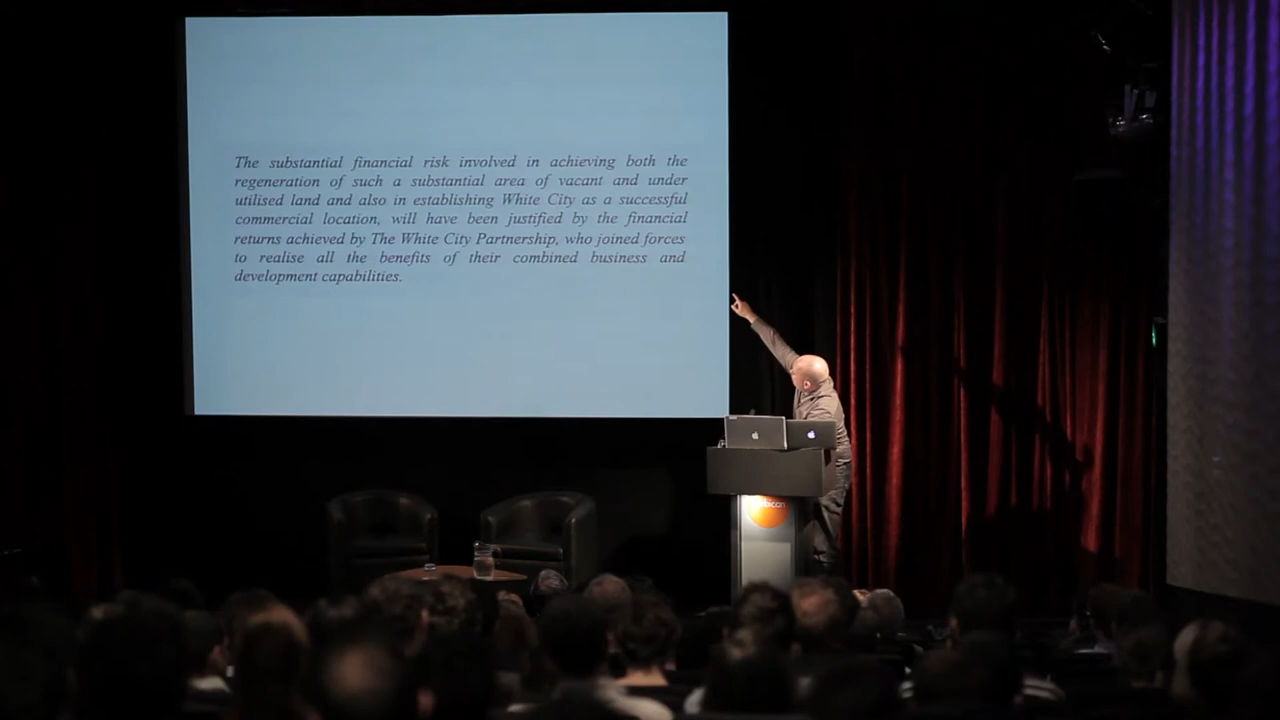 The substantial financial risk involved in achieving both the
regeneration of such a substantial area of vacant and under
utilised land and also in establishing White City as a successful
commercial location, will have been justified by the financial
returns achieved by The White City Partnership, who joined forces
to realise all the benefits of their combined business and
development capabilities.